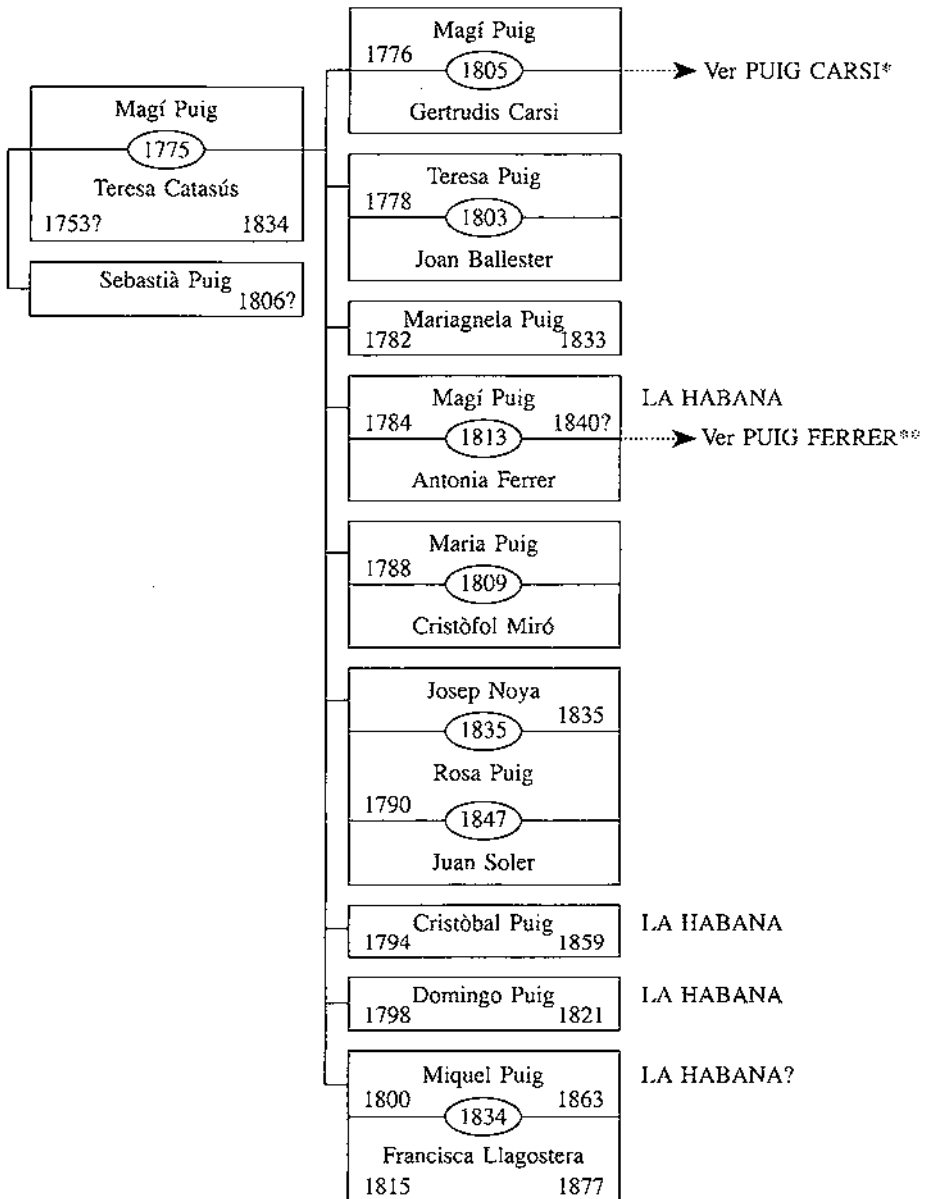 Magí Puig
1775
Teresa Catasús
1753? 1834
Sebastià Puig
1806?
Magí Puig
1776
1805
Ver PUIG CARSI*
Gertrudis Carsi
Teresa Puig
1778
1803
Joan Ballester
Mariagnela Puig
1782 1833
Magí Puig LA HABANA
1784 1840?
1813
Ver PUIG FERRER**
Antonia Ferrer
Maria Puig
1788
1809
Cristòfol Miró
Josep Noya
1835
1835
Rosa Puig
1790
1847
Juan Soler
Cristòbal Puig LA HABANA
1794 1859
Domingo Puig LA HABANA
1798 1821
Miquel Puig LA HABANA?
1800 1863
1834
Francisca Llagostera
1815 1877